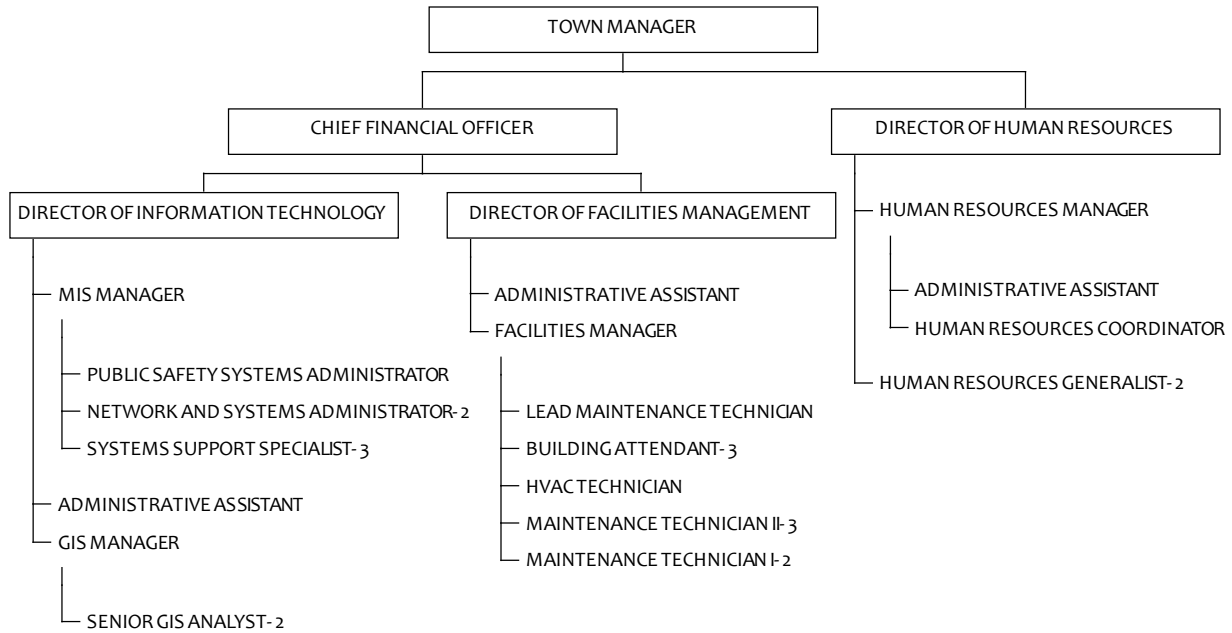 TOWN MANAGER
CHIEF FINANCIAL OFFICER
DIRECTOR OF HUMAN RESOURCES
DIRECTOR OF INFORMATION TECHNOLOGY
MIS MANAGER
PUBLIC SAFETY SYSTEMS ADMINISTRATOR
NETWORK AND SYSTEMS ADMINISTRATOR- 2
SYSTEMS SUPPORT SPECIALIST- 3
ADMINISTRATIVE ASSISTANT
GIS MANAGER
SENIOR GIS ANALYST- 2
DIRECTOR OF FACILITIES MANAGEMENT
ADMINISTRATIVE ASSISTANT
FACILITIES MANAGER
LEAD MAINTENANCE TECHNICIAN
BUILDING ATTENDANT- 3
HVAC TECHNICIAN
MAINTENANCE TECHNICIAN II- 3
MAINTENANCE TECHNICIAN I- 2
HUMAN RESOURCES MANAGER
ADMINISTRATIVE ASSISTANT
HUMAN RESOURCES COORDINATOR
HUMAN RESOURCES GENERALIST- 2